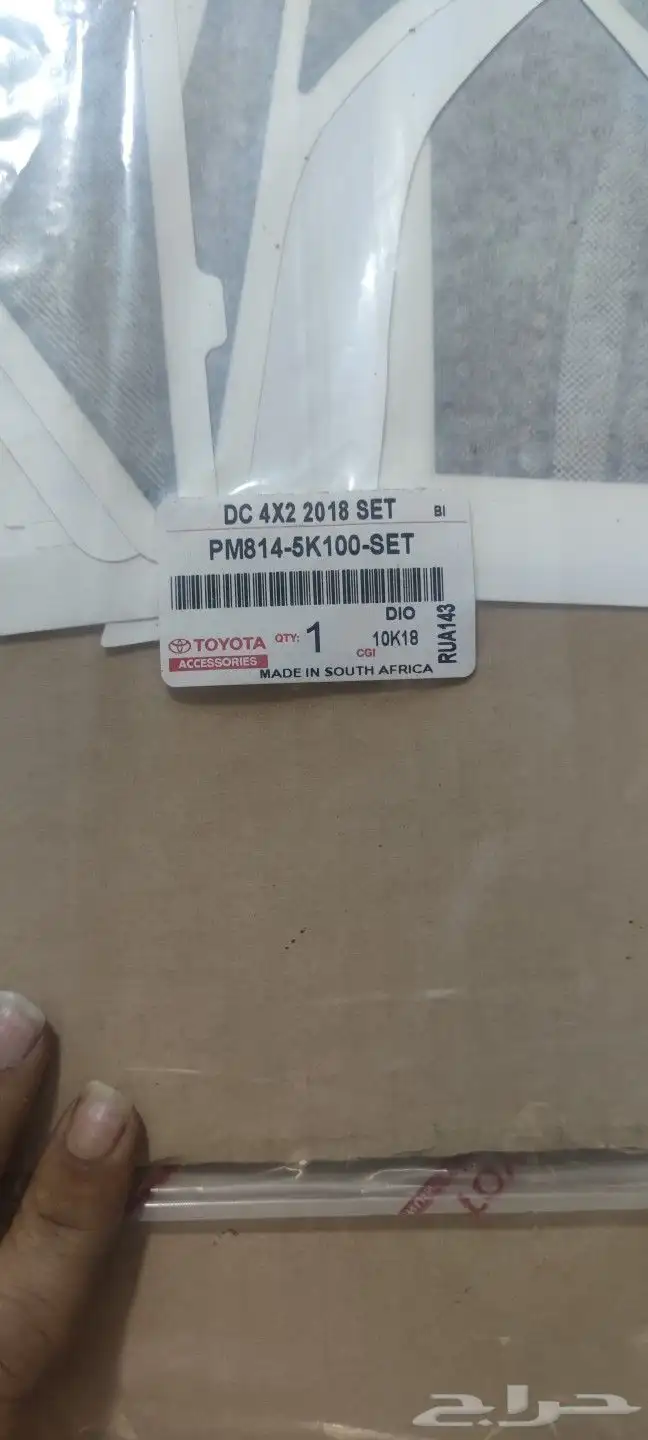 DC 4X2 2018 SET BI
PM814-5K100-SET
DIO
TOYOTA QTY: 1 10K18
ACCESSORIES CGI
MADE IN SOUTH AFRICA
RUA143
حراج